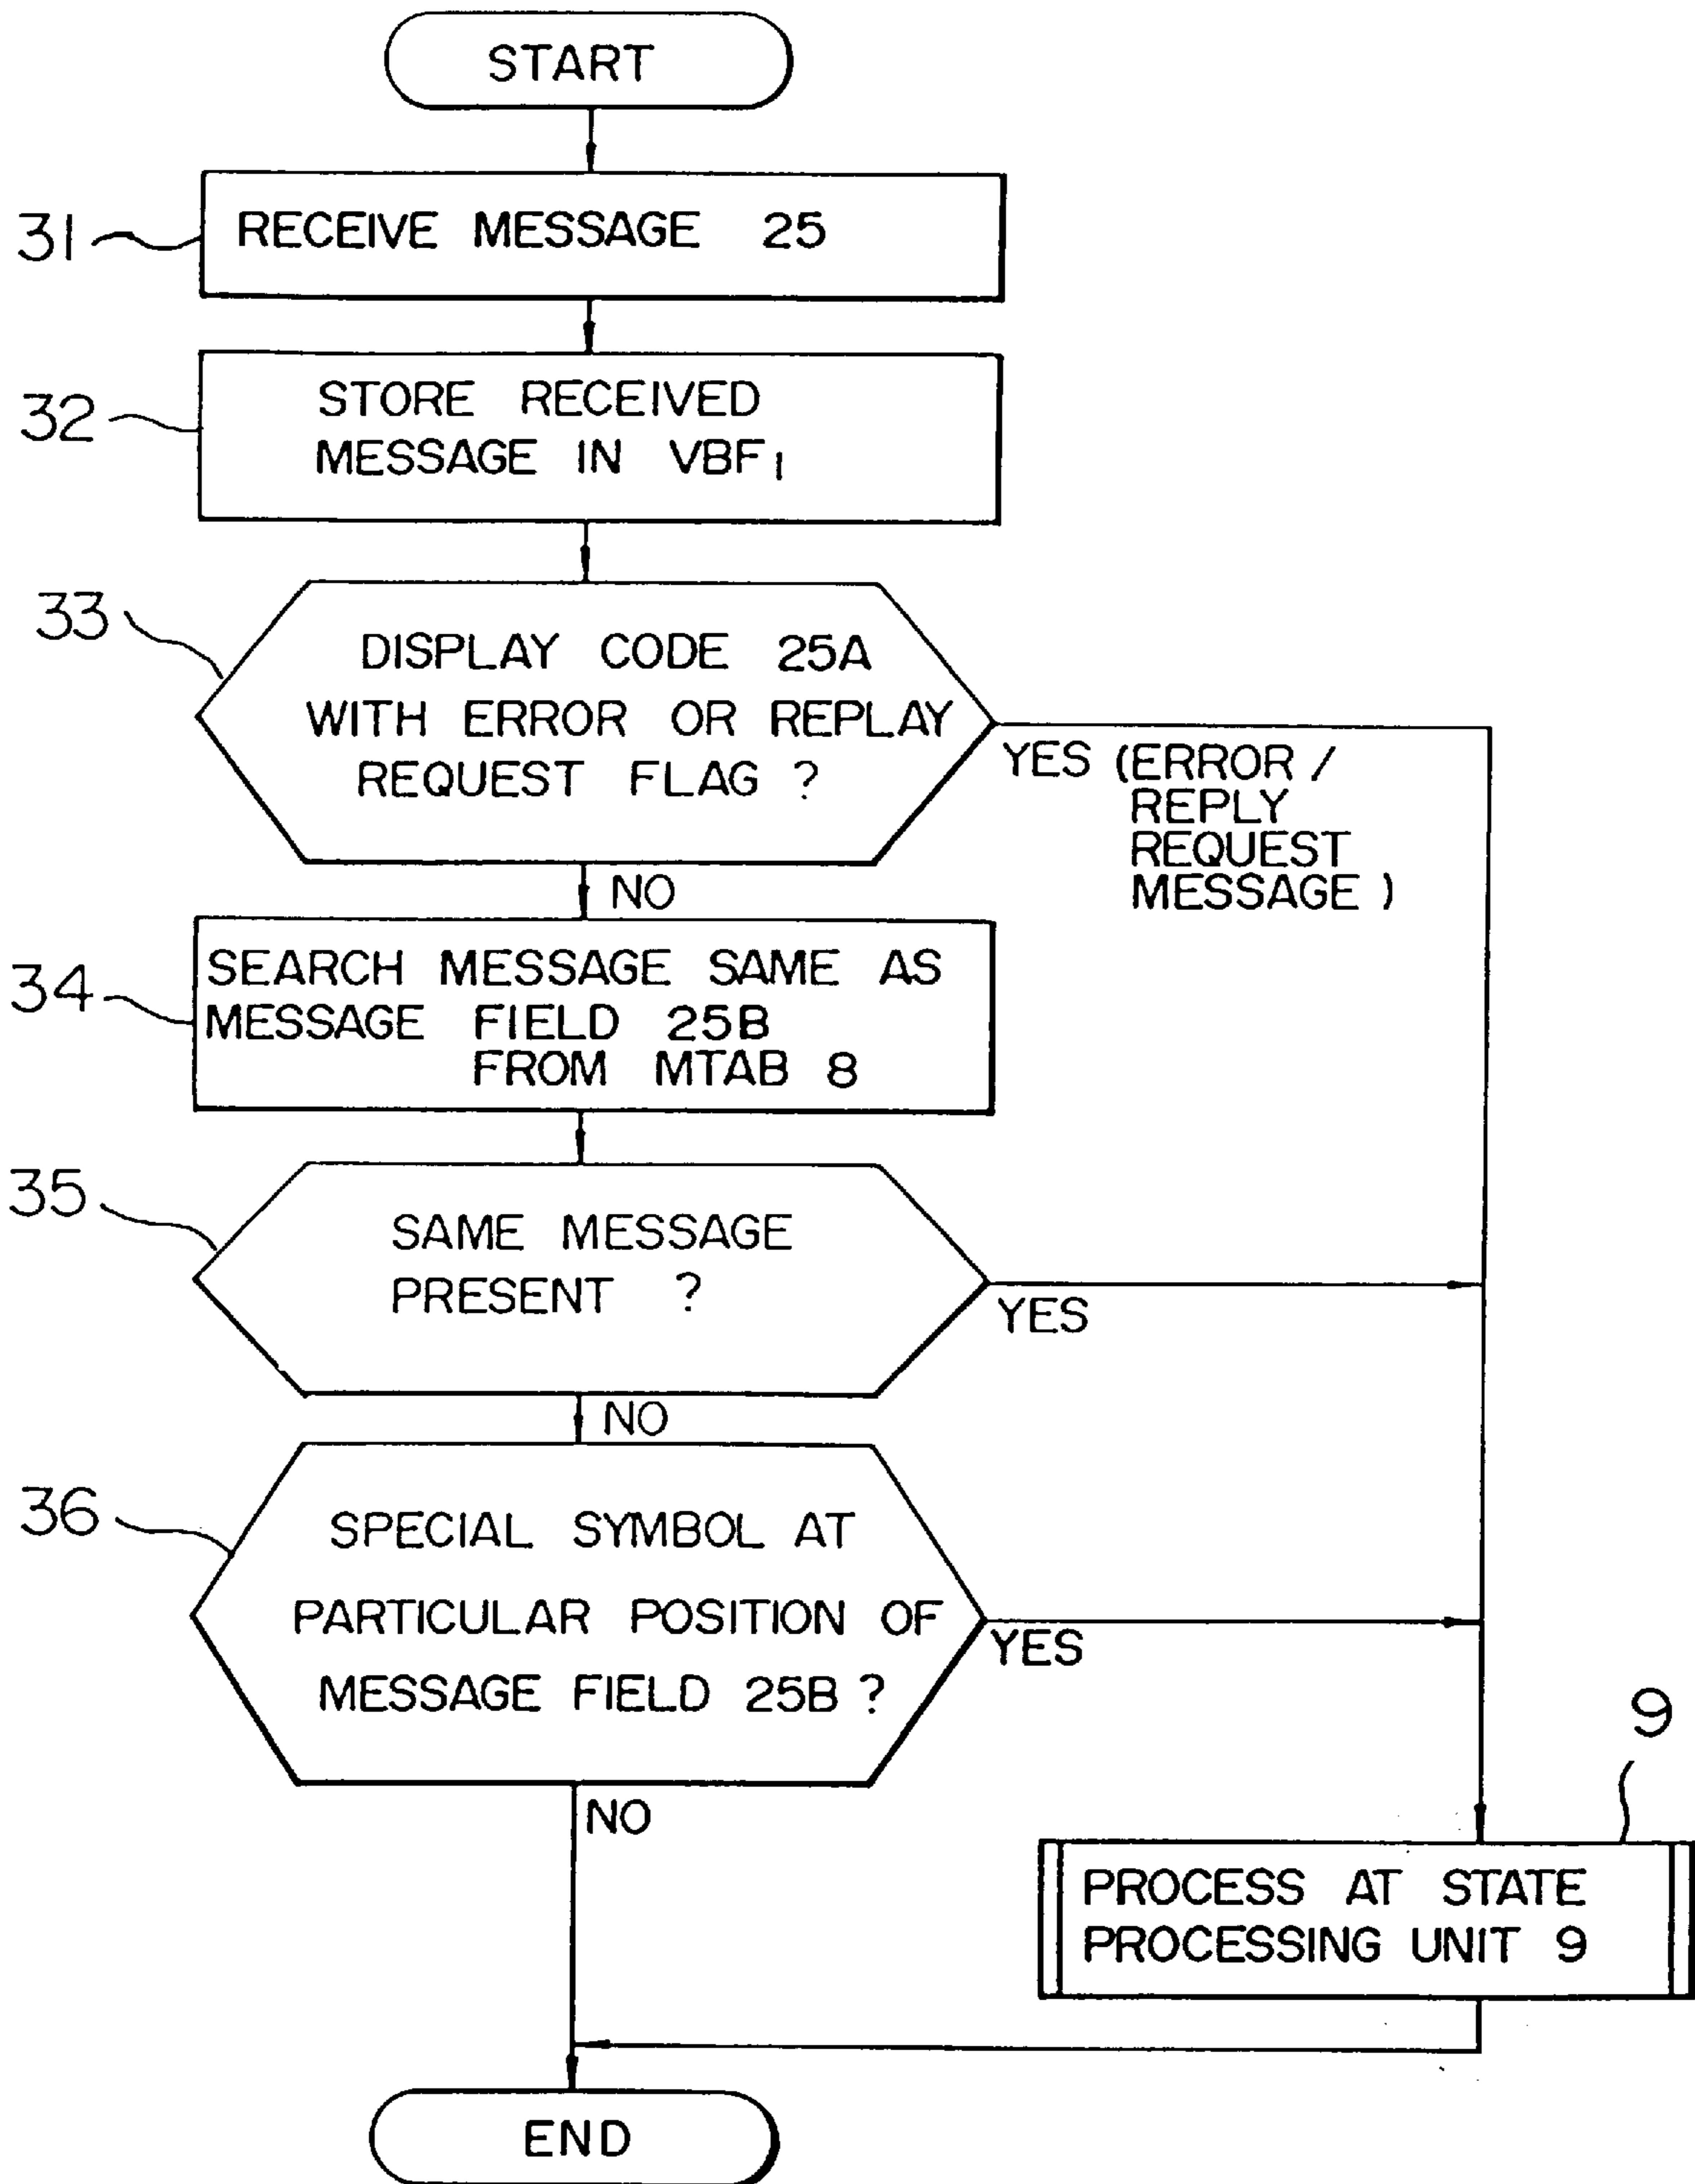 START
31
RECEIVE MESSAGE 25
32
STORE RECEIVED
MESSAGE IN VBF1
33
DISPLAY CODE 25A
WITH ERROR OR REPLAY
REQUEST FLAG ?
YES (ERROR /
REPLY
REQUEST
MESSAGE )
NO
34
SEARCH MESSAGE SAME AS
MESSAGE FIELD 25B
FROM MTAB 8
35
SAME MESSAGE
PRESENT ?
YES
NO
36
SPECIAL SYMBOL AT
PARTICULAR POSITION OF
MESSAGE FIELD 25B ?
YES
NO
9
PROCESS AT STATE
PROCESSING UNIT 9
END